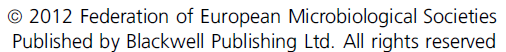 © 2012 Federation of European Microbiological Societies
Published by Blackwell Publishing Ltd. All rights reserved